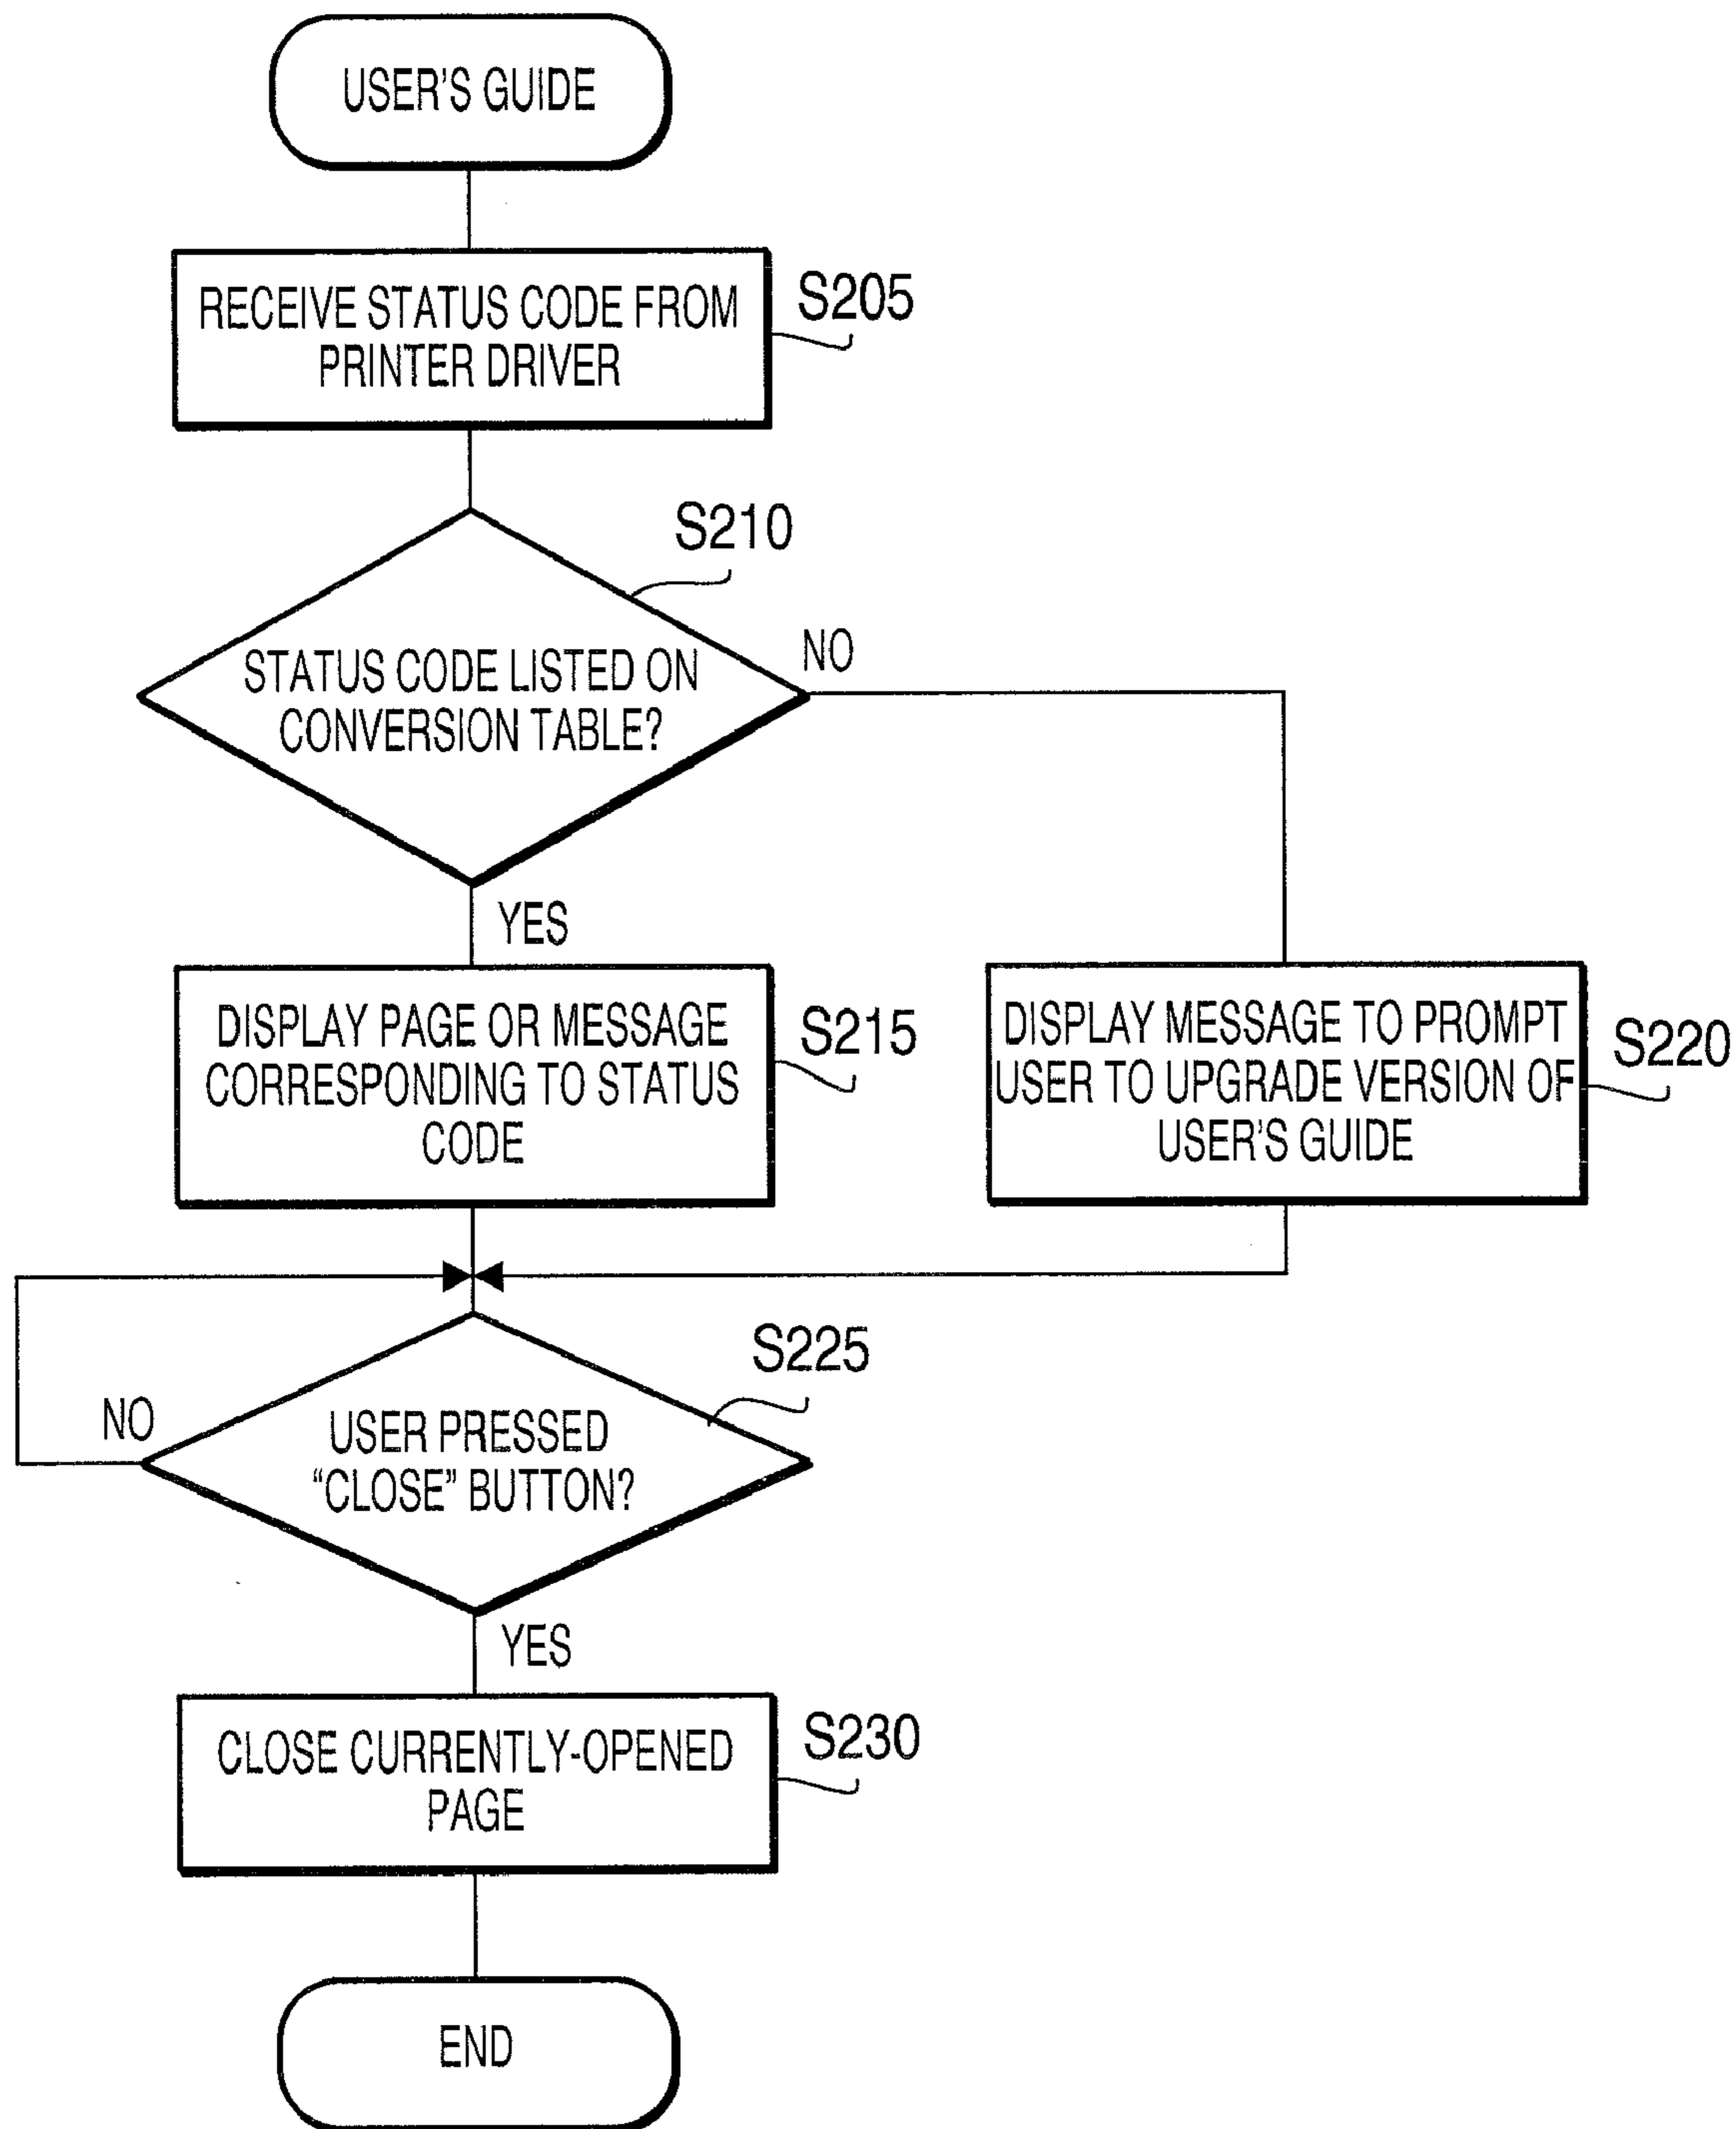 USER'S GUIDE
RECEIVE STATUS CODE FROM
PRINTER DRIVER
S205
S210
STATUS CODE LISTED ON
CONVERSION TABLE?
NO
YES
DISPLAY PAGE OR MESSAGE
CORRESPONDING TO STATUS
CODE
S215
DISPLAY MESSAGE TO PROMPT
USER TO UPGRADE VERSION OF
USER'S GUIDE
S220
S225
NO
USER PRESSED
“CLOSE” BUTTON?
YES
CLOSE CURRENTLY-OPENED
PAGE
S230
END